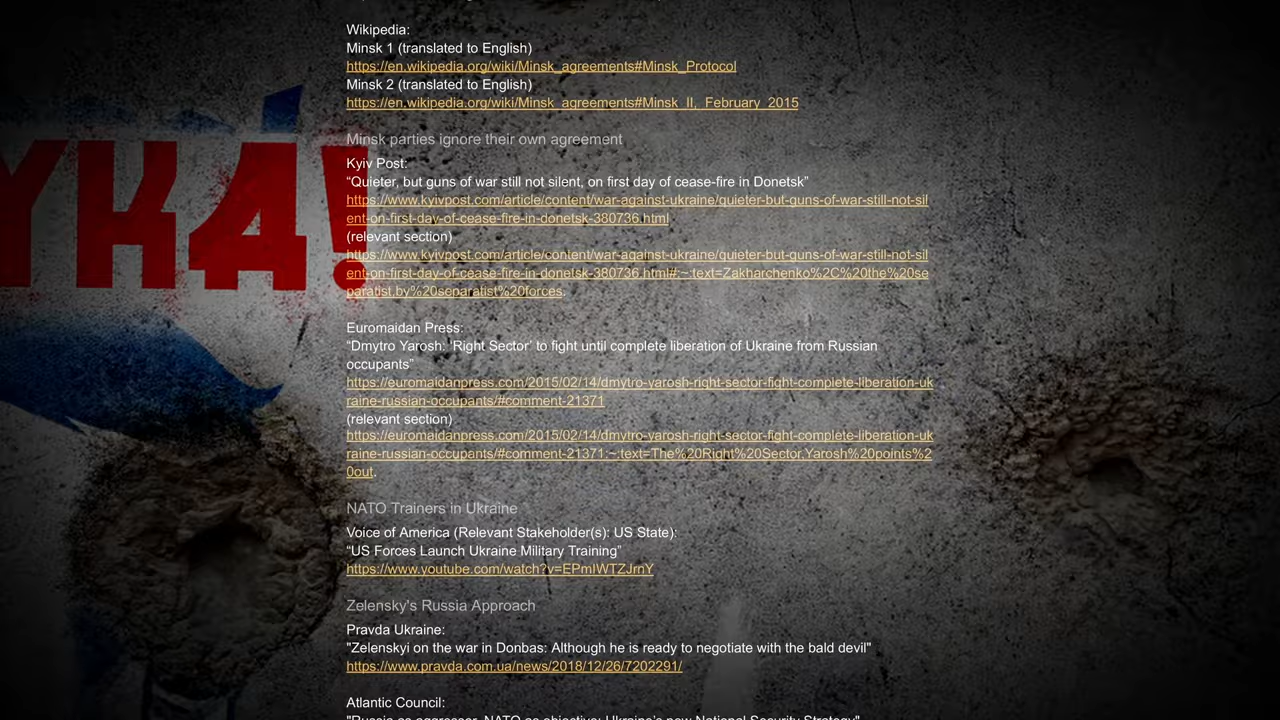 Wikipedia:
Minsk 1 (translated to English)
https://en.wikipedia.org/wiki/Minsk_agreements#Minsk_Protocol
Minsk 2 (translated to English)
https://en.wikipedia.org/wiki/Minsk_agreements#Minsk_II,_February_2015
Minsk parties ignore their own agreement
Kyiv Post:
“Quieter, but guns of war still not silent, on first day of cease-fire in Donetsk”
https://www.kyivpost.com/article/content/war-against-ukraine/quieter-but-guns-of-war-still-not-sil
ent-on-first-day-of-cease-fire-in-donetsk-380736.html
(relevant section)
https://www.kyivpost.com/article/content/war-against-ukraine/quieter-but-guns-of-war-still-not-sil
ent-on-first-day-of-cease-fire-in-donetsk-380736.html#:~:text=Zakharchenko%2C%20the%20se
paratist,by%20separatist%20forces.
УКА!
Euromaidan Press:
“Dmytro Yarosh: ‘Right Sector’ to fight until complete liberation of Ukraine from Russian
occupants”
https://euromaidanpress.com/2015/02/14/dmytro-yarosh-right-sector-fight-complete-liberation-uk
raine-russian-occupants/#comment-21371
(relevant section)
https://euromaidanpress.com/2015/02/14/dmytro-yarosh-right-sector-fight-complete-liberation-uk
raine-russian-occupants/#comment-21371:~:text=The%20Right%20Sector,Yarosh%20points%2
0out.
NATO Trainers in Ukraine
Voice of America (Relevant Stakeholder(s): US State):
“US Forces Launch Ukraine Military Training”
https://www.youtube.com/watch?v=EPmIWTZJrnY
Zelensky's Russia Approach
Pravda Ukraine:
"Zelenskyi on the war in Donbas: Although he is ready to negotiate with the bald devil"
https://www.pravda.com.ua/news/2018/12/26/7202291/
Atlantic Council:
"Russia as aggressor, NATO as objective: Ukraine's new National Security Strategy"